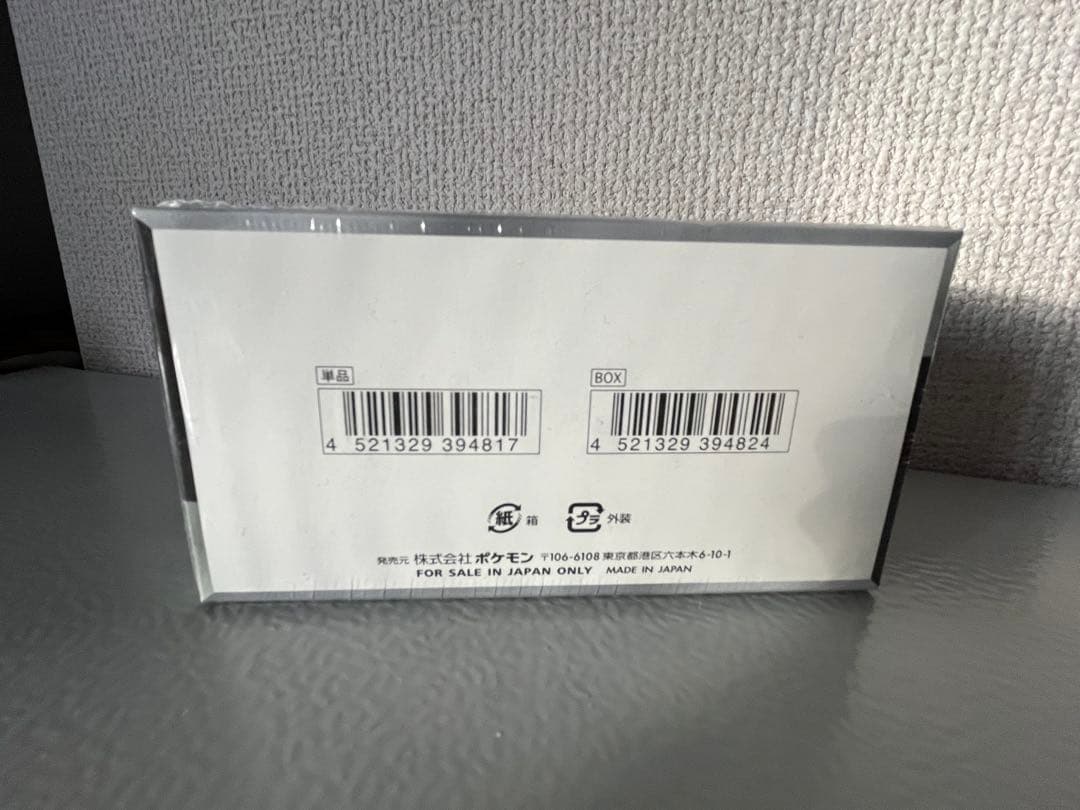 単品
BOX
4 521329 394817
4 521329 394824
紙 箱
プラ 外装
発売元 株式会社 ポケモン 〒106-6108 東京都港区六本木6-10-1
FOR SALE IN JAPAN ONLY MADE IN JAPAN